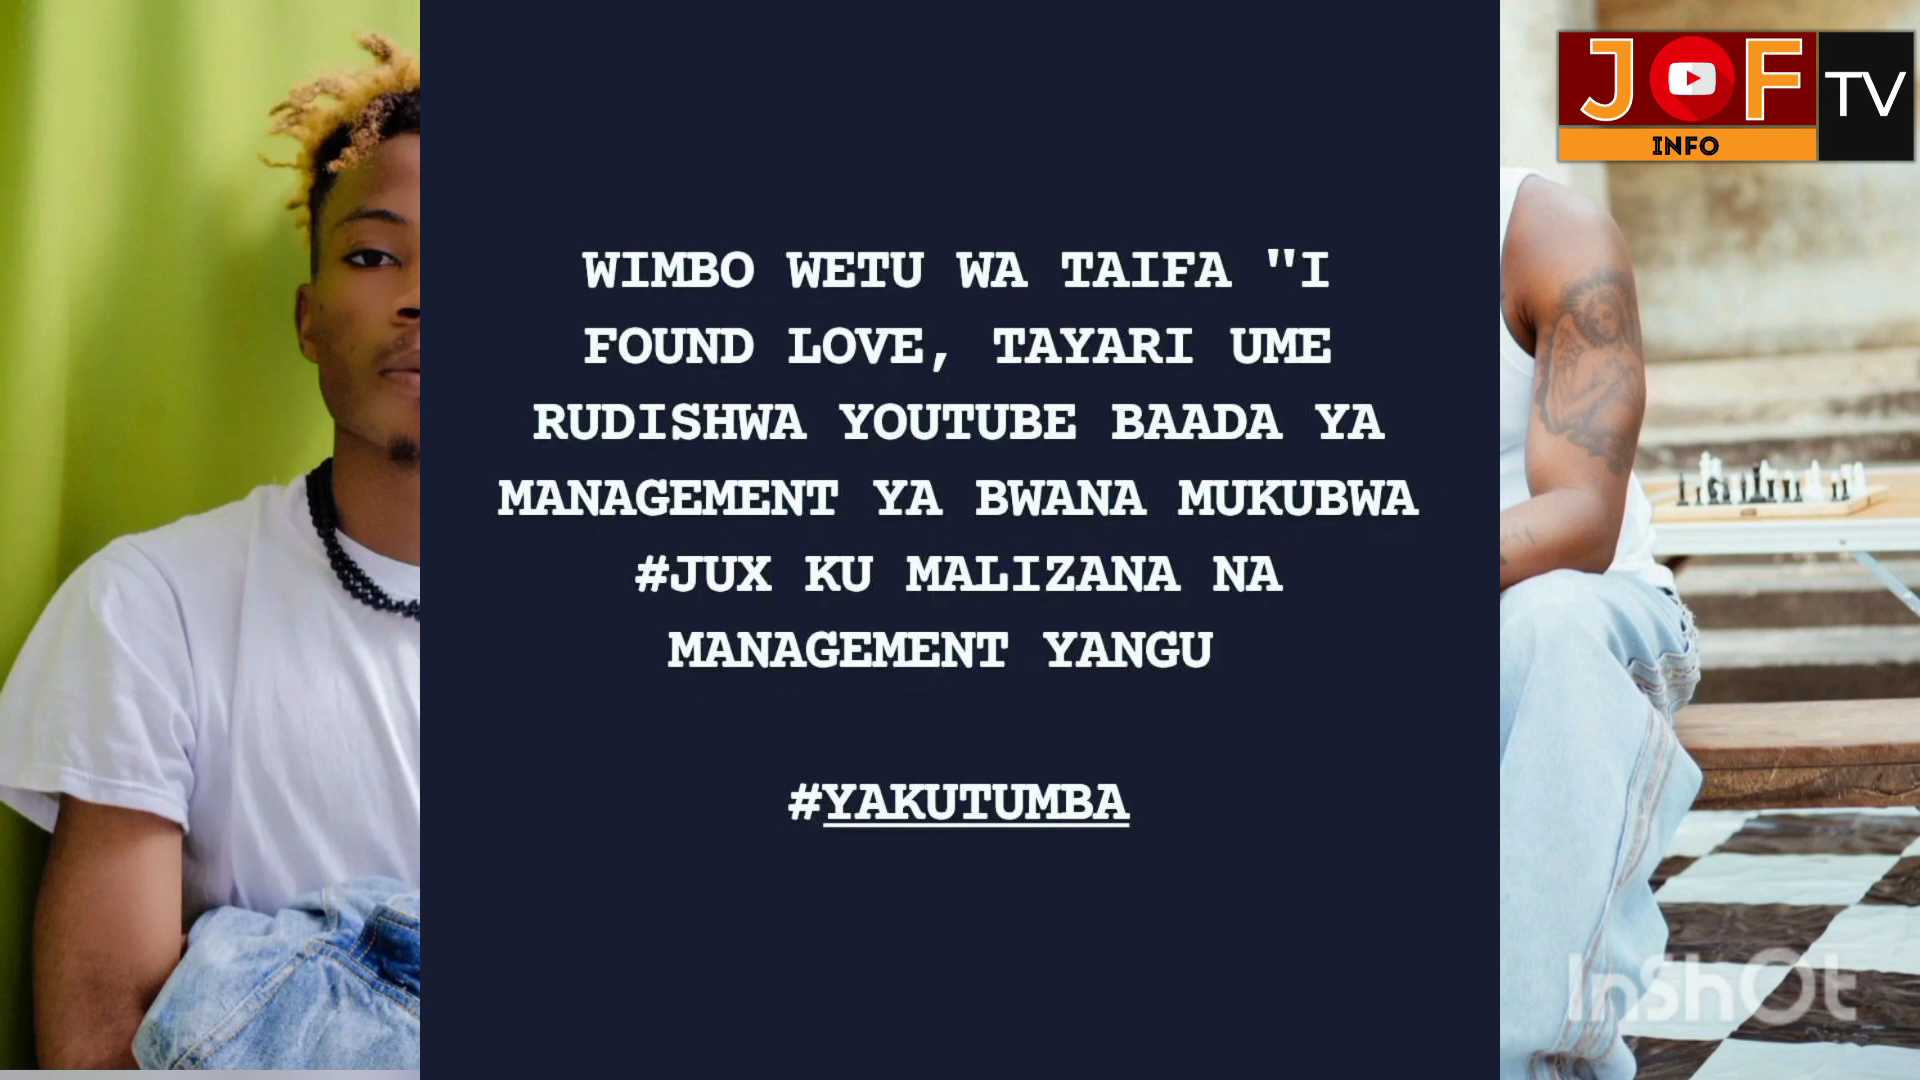 WIMBO WETU WA TAIFA "I
FOUND LOVE, TAYARI UME
RUDISHWA YOUTUBE BAADA YA
MANAGEMENT YA BWANA MUKUBWA
#JUX KU MALIZANA NA
MANAGEMENT YANGU
#YAKUTUMBA
J F TV
INFO
InShOt